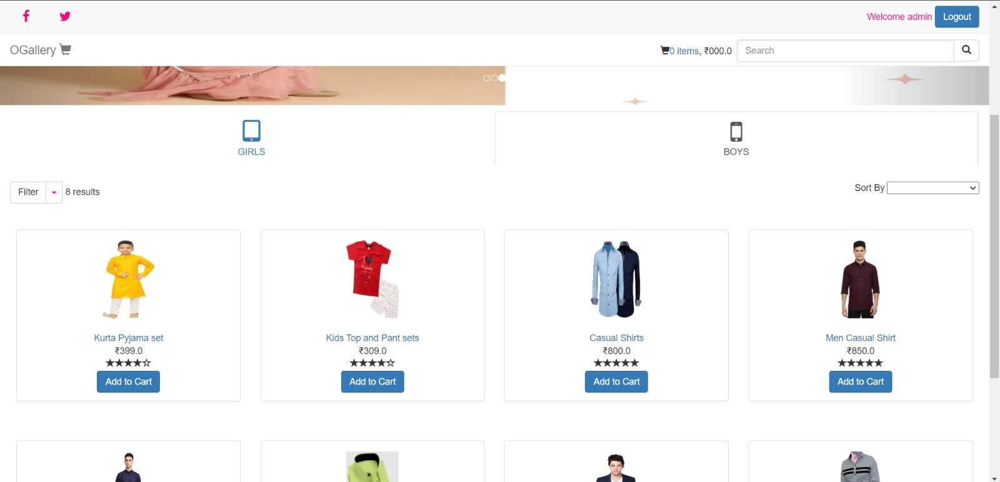 Welcome admin Logout
OGallery
0 items, ₹000.0 Search
GIRLS
BOYS
Filter 8 results
Sort By
Kurta Pyjama set
₹399.0
★★★★☆
Add to Cart
Kids Top and Pant sets
₹309.0
★★★★☆
Add to Cart
Casual Shirts
₹800.0
★★★★★
Add to Cart
Men Casual Shirt
₹850.0
★★★★★
Add to Cart